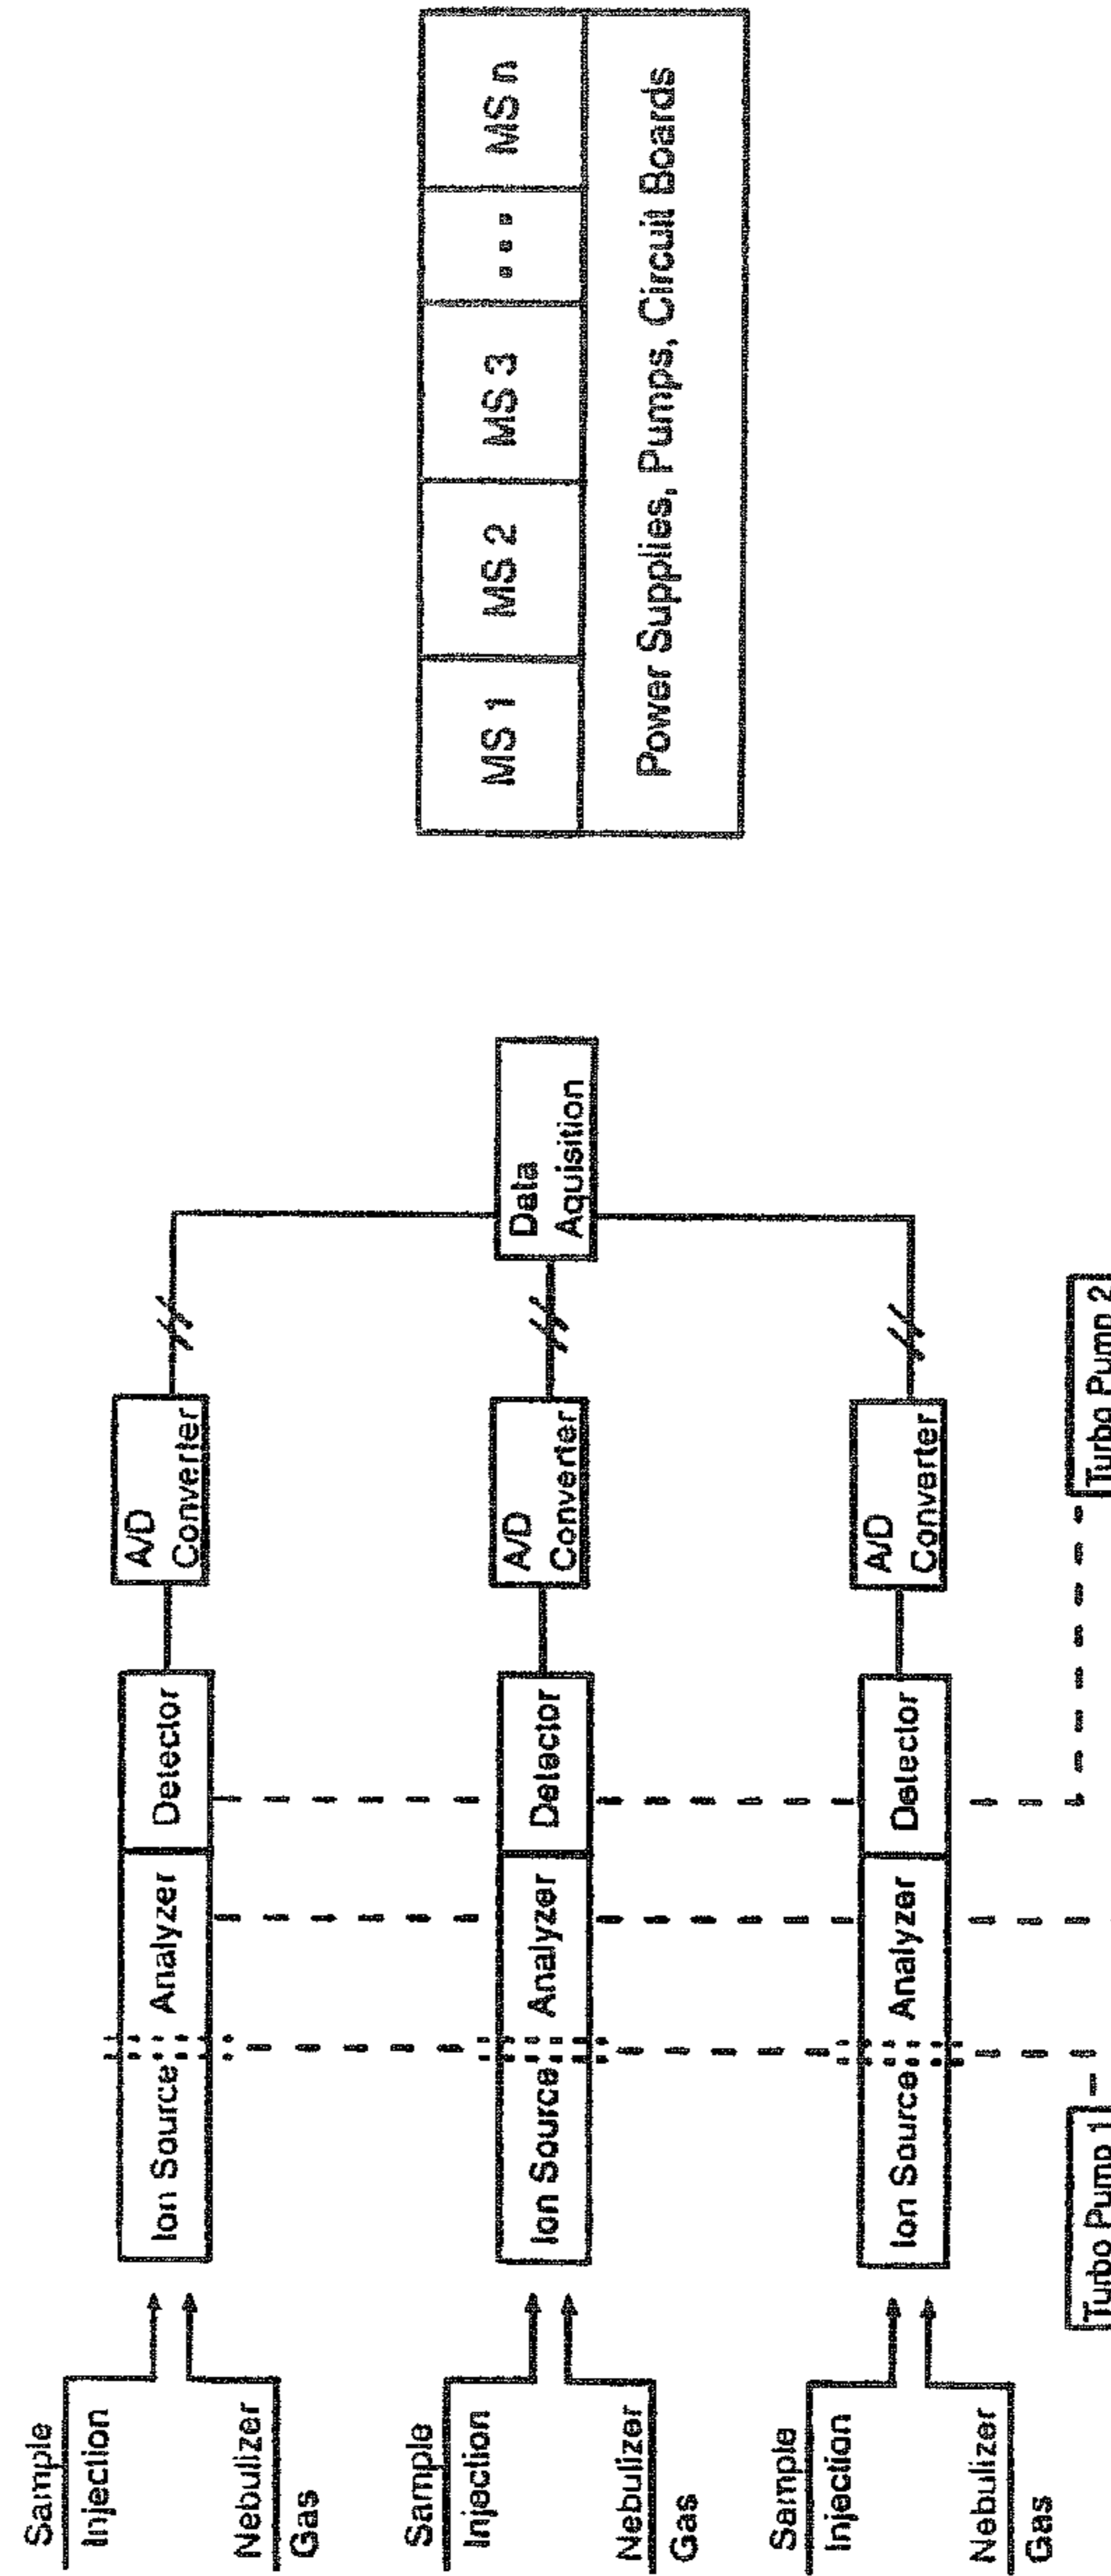 Sample
Injection
Nebulizer
Gas
Ion Source
Analyzer
Detector
A/D
Converter
Sample
Injection
Nebulizer
Gas
Ion Source
Analyzer
Detector
A/D
Converter
Data
Aquisition
Sample
Injection
Nebulizer
Gas
Ion Source
Analyzer
Detector
A/D
Converter
Turbo Pump 1
Turbo Pump 2
MS 1
MS 2
MS 3
...
MS n
Power Supplies, Pumps, Circuit Boards